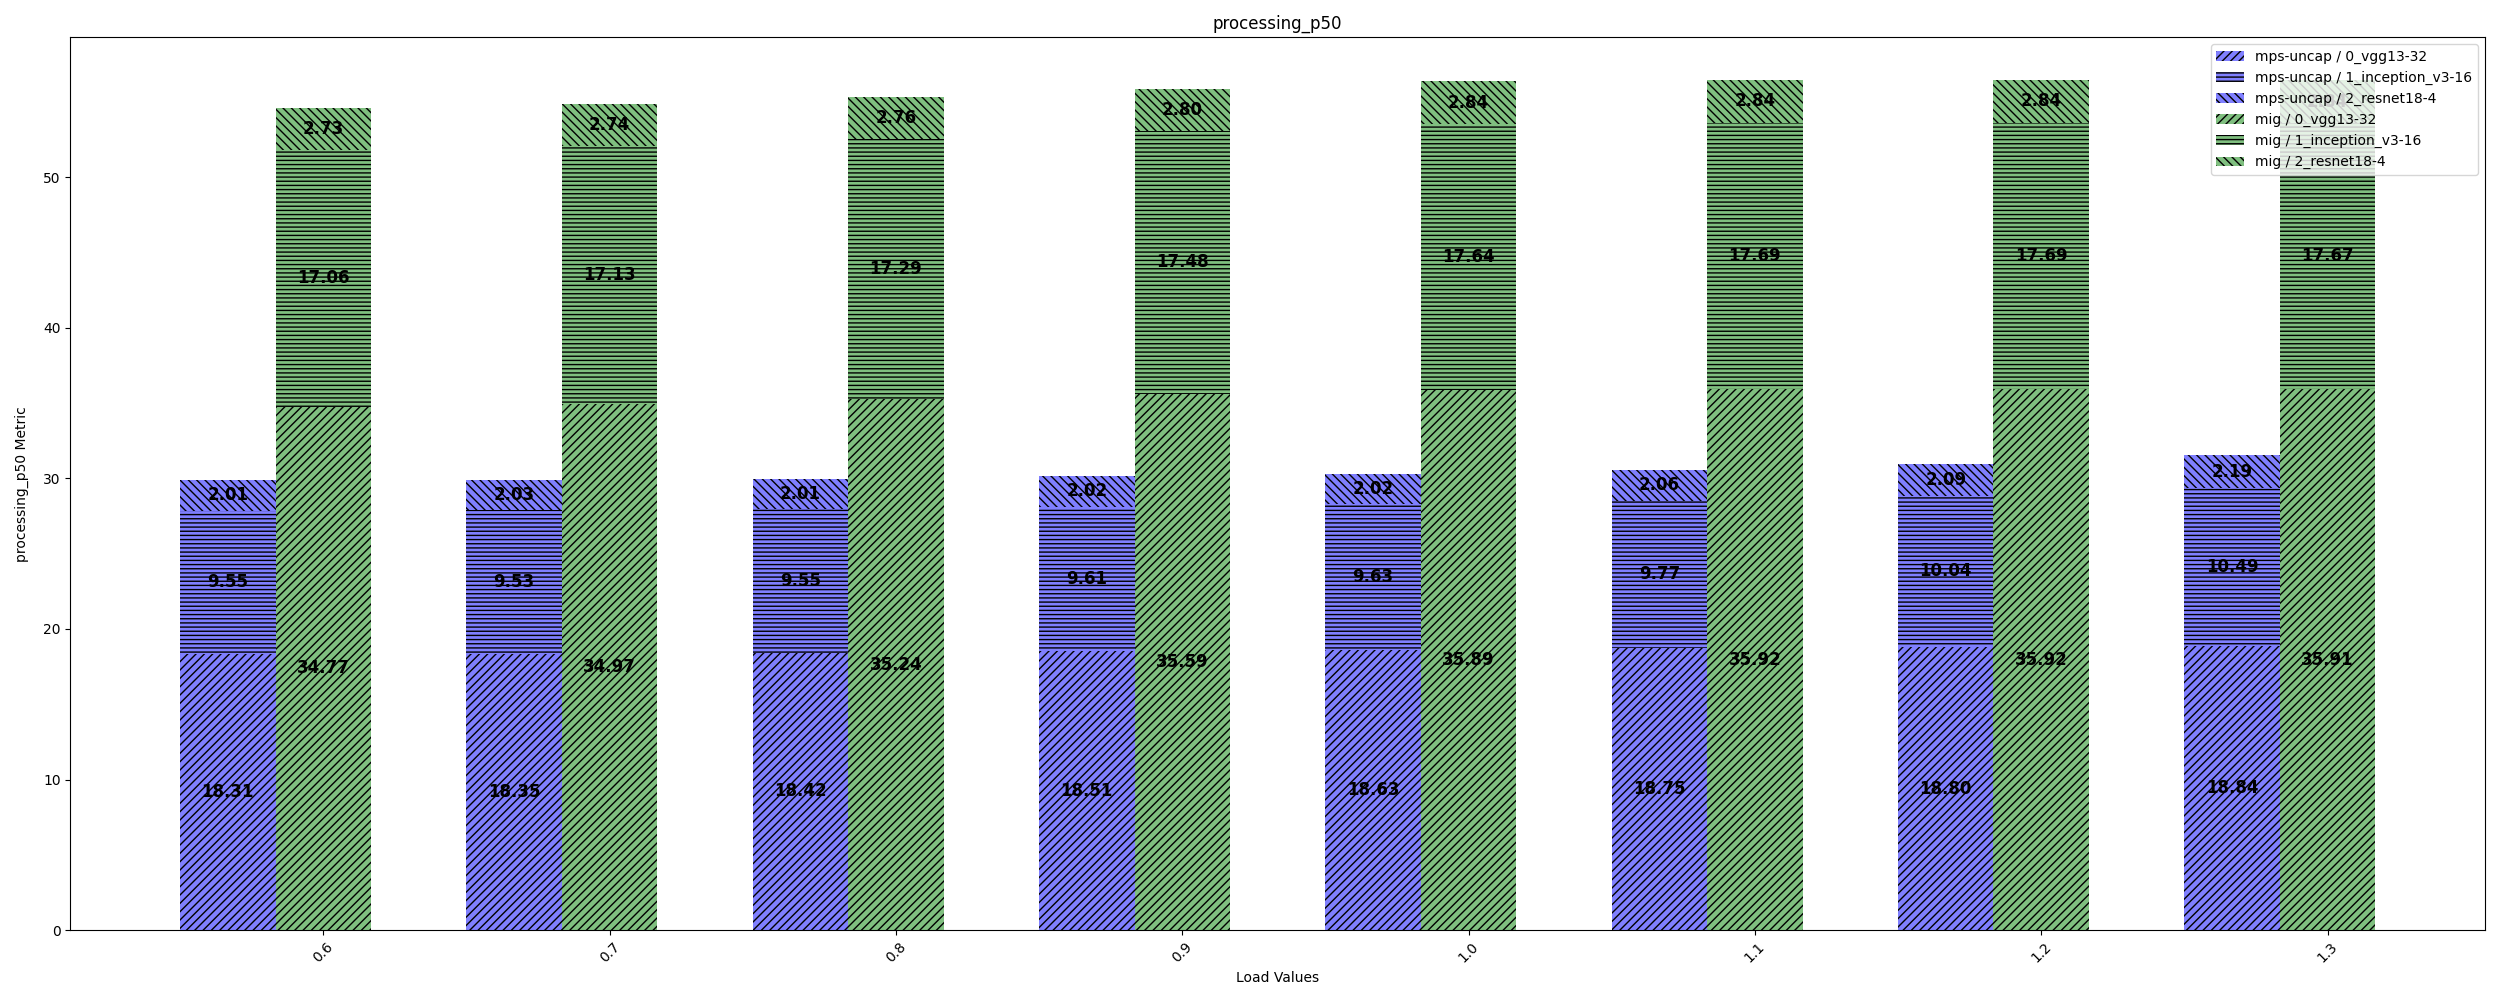 processing_p50
mps-uncap / 0_vgg13-32
mps-uncap / 1_inception_v3-16
mps-uncap / 2_resnet18-4
mig / 0_vgg13-32
mig / 1_inception_v3-16
mig / 2_resnet18-4
processing_p50 Metric
50
40
30
20
10
0
2.73 2.74 2.76 2.80 2.84 2.84 2.84
17.06 17.13 17.29 17.48 17.64 17.69 17.69 17.67
2.01 2.03 2.01 2.02 2.02 2.06 2.09 2.19
9.55 9.53 9.55 9.61 9.63 9.77 10.04 10.49
34.77 34.97 35.24 35.59 35.89 35.92 35.92 35.91
18.31 18.35 18.42 18.51 18.63 18.75 18.80 18.84
0.6 0.7 0.8 0.9 1.0 1.1 1.2 1.3
Load Values